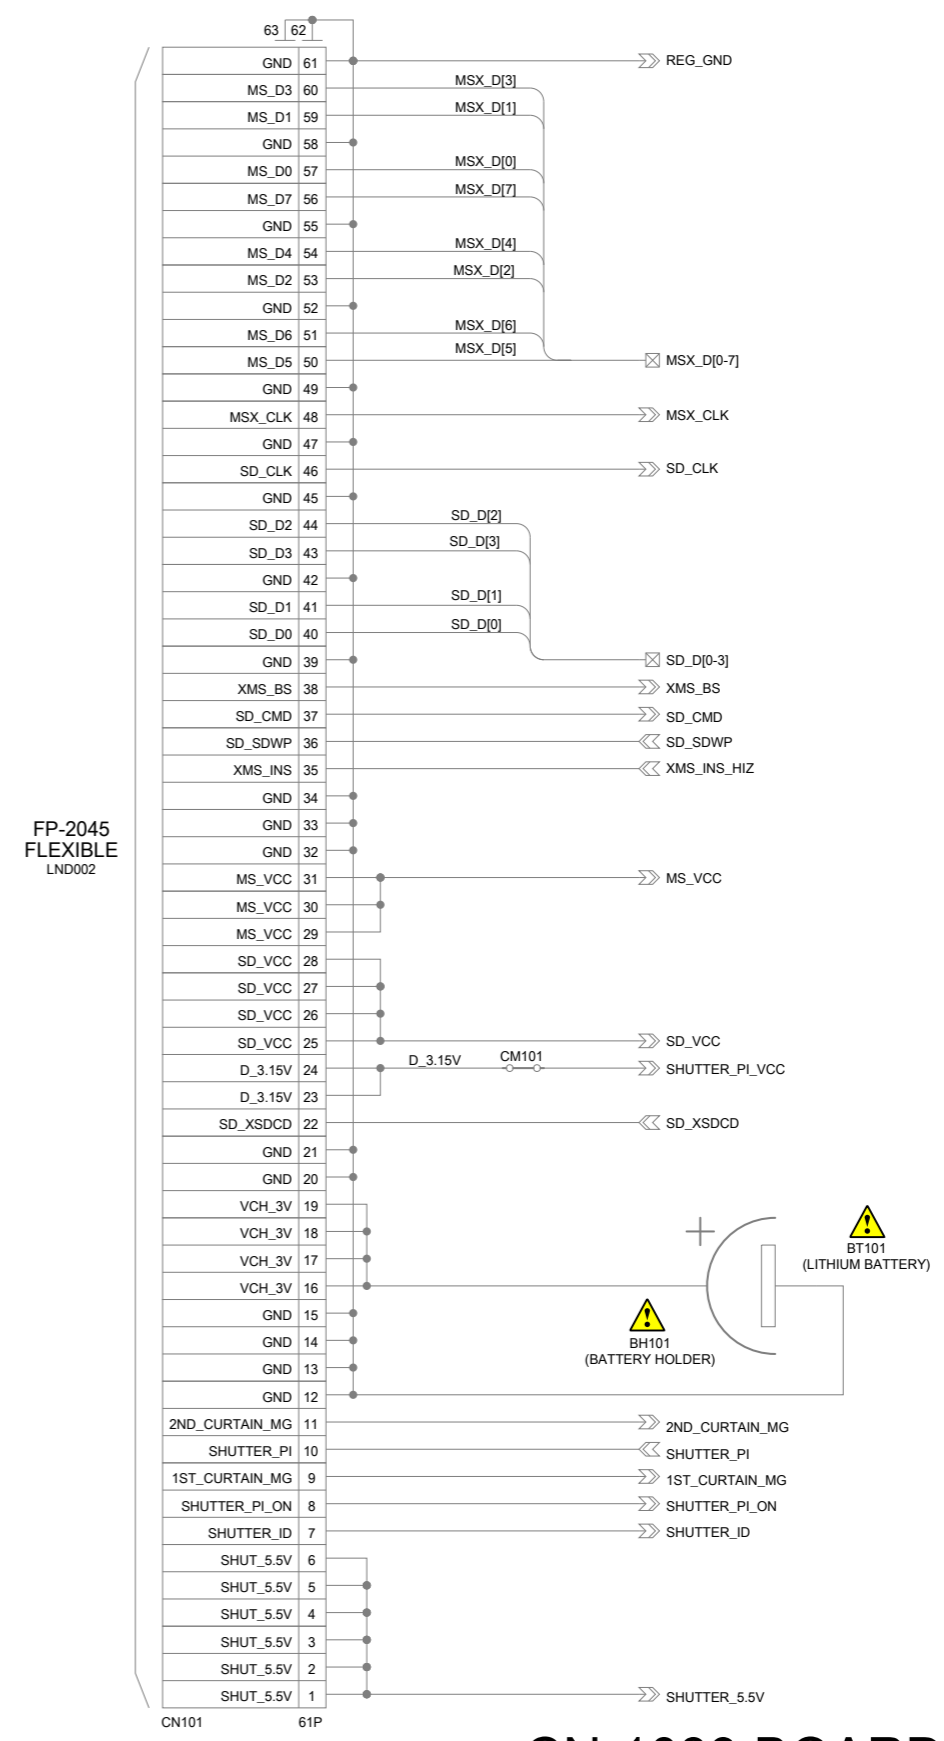 63 62
GND 61 REG_GND
MS_D3 60 MSX_D[3]
MS_D1 59 MSX_D[1]
GND 58
MS_D0 57 MSX_D[0]
MS_D7 56 MSX_D[7]
GND 55
MS_D4 54 MSX_D[4]
MS_D2 53 MSX_D[2]
GND 52
MS_D6 51 MSX_D[6]
MS_D5 50 MSX_D[5] MSX_D[0-7]
GND 49
MSX_CLK 48 MSX_CLK
GND 47
SD_CLK 46 SD_CLK
GND 45
SD_D2 44 SD_D[2]
SD_D3 43 SD_D[3]
GND 42
SD_D1 41 SD_D[1]
SD_D0 40 SD_D[0]
GND 39 SD_D[0-3]
XMS_BS 38 XMS_BS
SD_CMD 37 SD_CMD
SD_SDWP 36 SD_SDWP
XMS_INS 35 XMS_INS_HIZ
GND 34
GND 33
GND 32
FP-2045
FLEXIBLE
LND002
MS_VCC 31 MS_VCC
MS_VCC 30
MS_VCC 29
SD_VCC 28
SD_VCC 27
SD_VCC 26
SD_VCC 25 SD_VCC
D_3.15V 24 D_3.15V CM101 SHUTTER_PI_VCC
D_3.15V 23
SD_XSDCD 22 SD_XSDCD
GND 21
GND 20
VCH_3V 19
VCH_3V 18
VCH_3V 17
VCH_3V 16
BT101
(LITHIUM BATTERY)
GND 15
GND 14
BH101
(BATTERY HOLDER)
GND 13
GND 12
2ND_CURTAIN_MG 11 2ND_CURTAIN_MG
SHUTTER_PI 10 SHUTTER_PI
1ST_CURTAIN_MG 9 1ST_CURTAIN_MG
SHUTTER_PI_ON 8 SHUTTER_PI_ON
SHUTTER_ID 7 SHUTTER_ID
SHUT_5.5V 6
SHUT_5.5V 5
SHUT_5.5V 4
SHUT_5.5V 3
SHUT_5.5V 2
SHUT_5.5V 1 SHUTTER_5.5V
CN101 61P